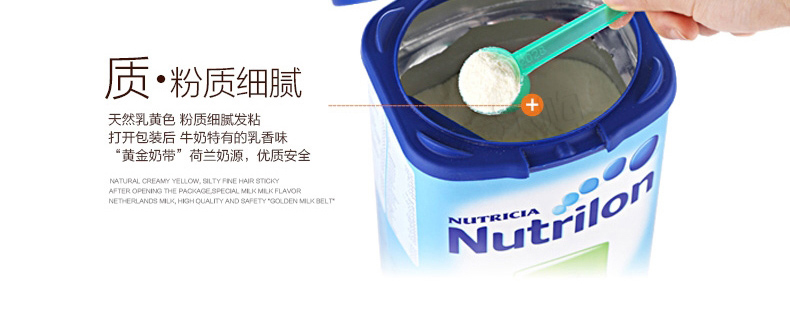 质·粉质细腻
天然乳黄色 粉质细腻发粘
打开包装后 牛奶特有的乳香味
“黄金奶带”荷兰奶源，优质安全
NATURAL CREAMY YELLOW, SILTY FINE HAIR STICKY
AFTER OPENING THE PACKAGE,SPECIAL MILK MILK FLAVOR
NETHERLANDS MILK, HIGH QUALITY AND SAFETY "GOLDEN MILK BELT"
NUTRICIA
Nutrilon